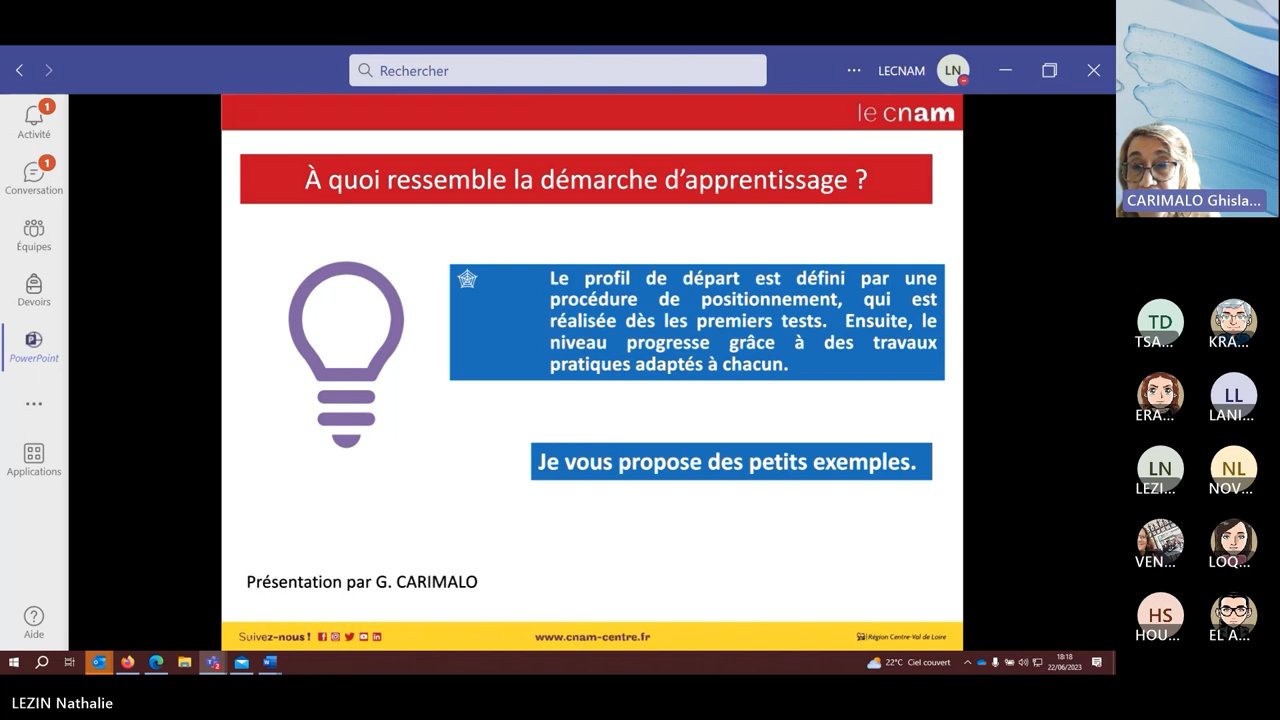 Rechercher
LECNAM
LN
1
Activité
1
Conversation
Équipes
Devoirs
PowerPoint
Applications
Aide
le cnam
À quoi ressemble la démarche d'apprentissage ?
Le profil de départ est défini par une
procédure de positionnement, qui est
réalisée dès les premiers tests. Ensuite, le
niveau progresse grâce à des travaux
pratiques adaptés à chacun.
Je vous propose des petits exemples.
Présentation par G. CARIMALO
Suivez-nous !
www.cnam-centre.fr
Région Centre-Val de Loire
22°C Ciel couvert
18:18
22/06/2023
CARIMALO Ghisla...
TD
TSA...
KRA...
ERA...
LL
LANI...
LN
LEZI...
NL
NOV...
VEN...
LOQ...
HS
HOU...
EL A...
LEZIN Nathalie